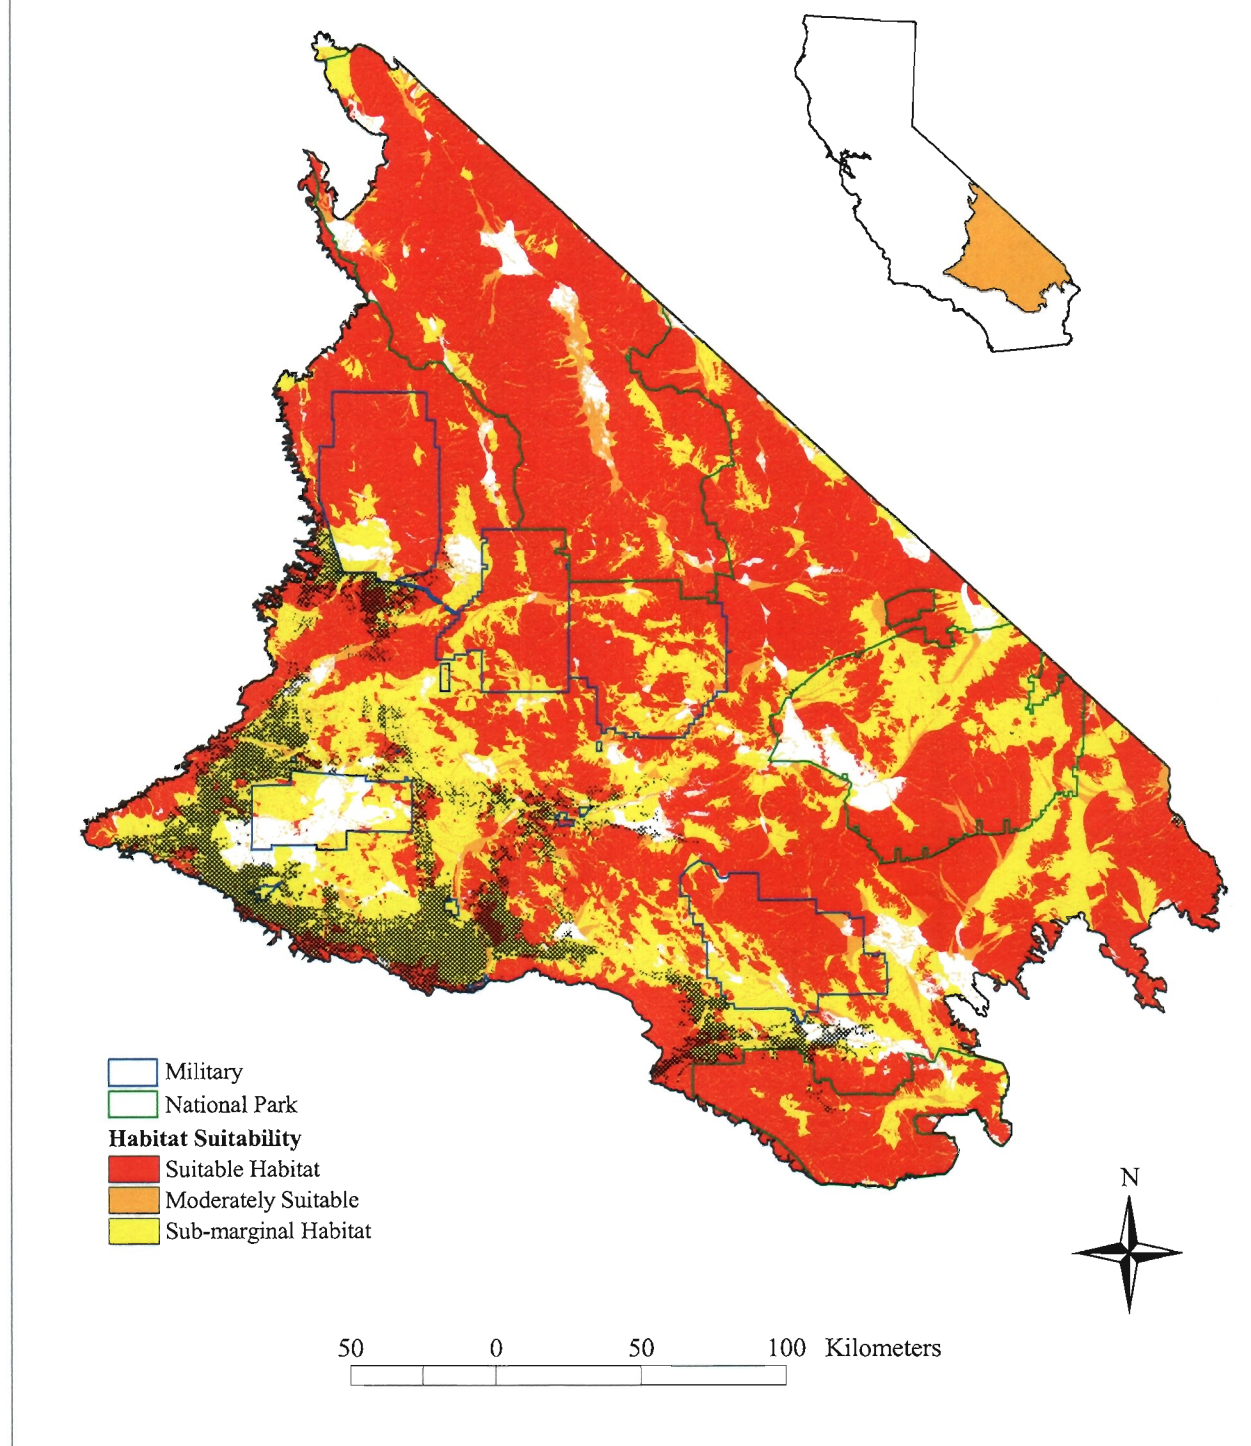 Military
National Park
Habitat Suitability
Suitable Habitat
Moderately Suitable
Sub-marginal Habitat
N
50 0 50 100 Kilometers